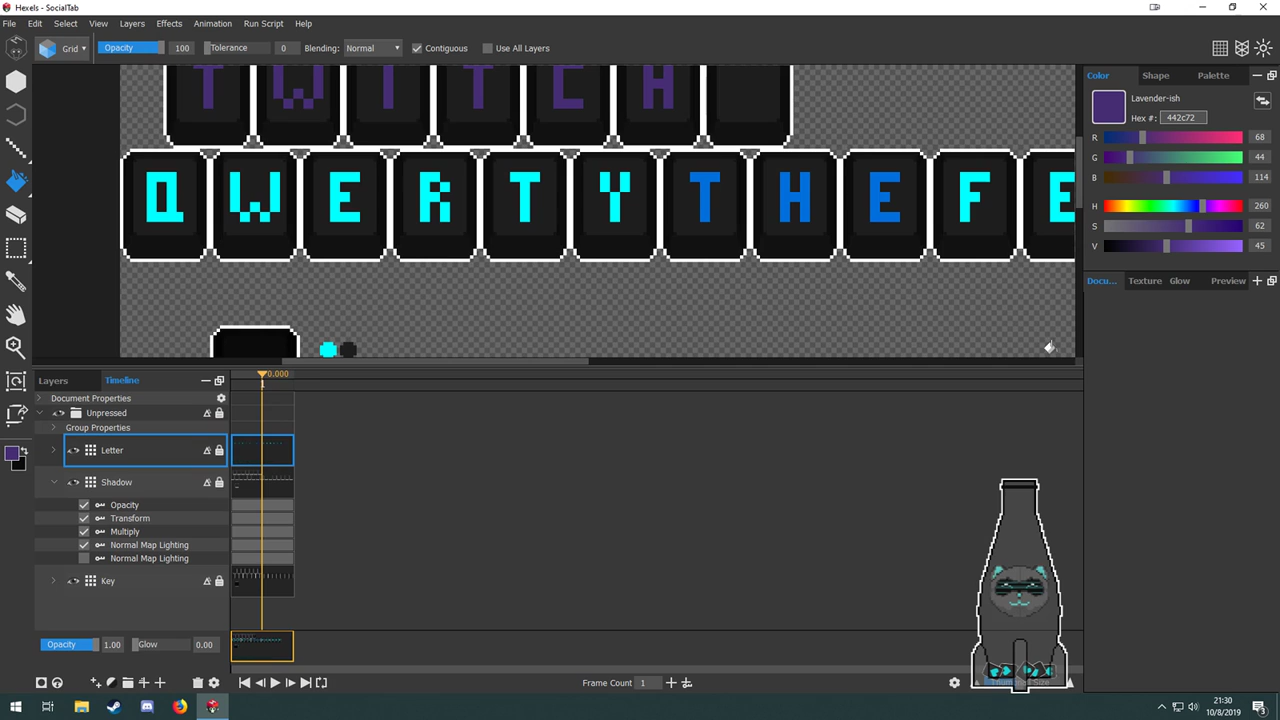 Hexels - SocialTab
File Edit Select View Layers Effects Animation Run Script Help
Grid Opacity 100 Tolerance 0 Blending: Normal Contiguous Use All Layers
Color Shape Palette
Lavender-ish
Hex #: 442c72
R 68
G 44
B 114
H 260
S 62
V 45
Docu... Texture Glow Preview
TWITCH
QWERTYTHEFE
Layers Timeline
0.000
1
Document Properties
Unpressed
Group Properties
Letter
Shadow
Opacity
Transform
Multiply
Normal Map Lighting
Normal Map Lighting
Key
Opacity 1.00 Glow 0.00
Frame Count 1
Size
21:30
10/8/2019
3